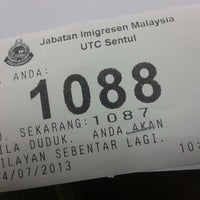 Jabatan Imigresen Malaysia
UTC Sentul
ANDA:
1088
SEKARANG: 1087
ILA DUDUK. ANDA AKAN
ILAYAN SEBENTAR LAGI.
4/07/2013 10: